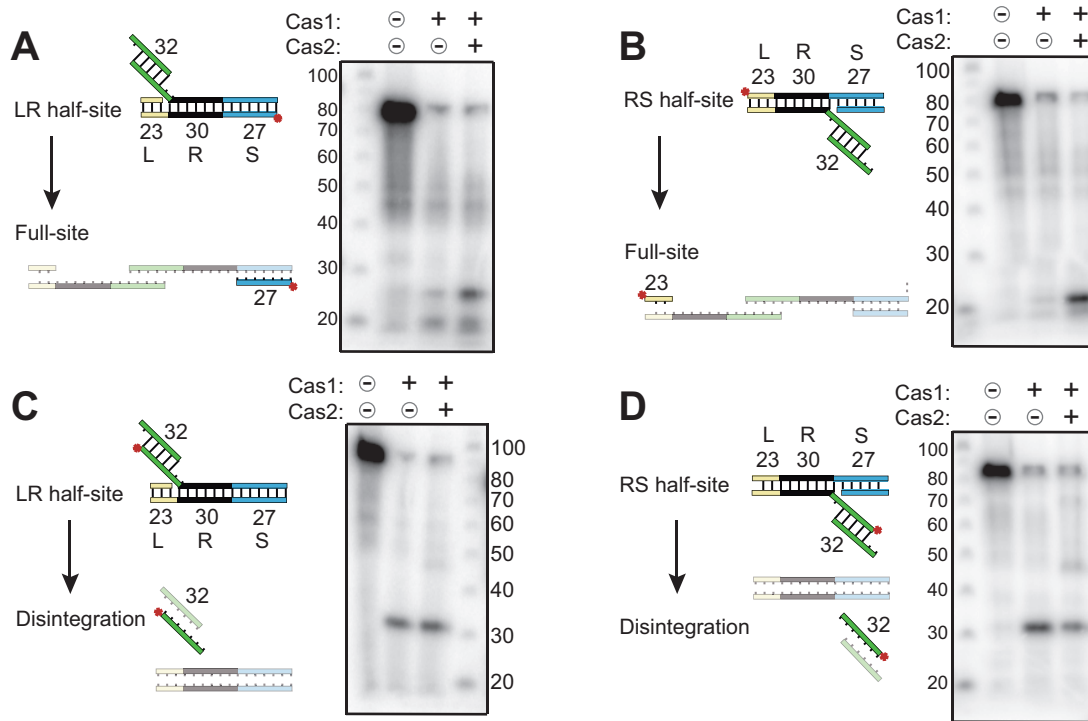 A
32
LR half-site
23 30 27
L R S
Full-site
27
Cas1: ⊖ + +
Cas2: ⊖ ⊖ +
100
80
70
60
50
40
30
20
B
L R S
23 30 27
RS half-site
32
Full-site
23
Cas1: ⊖ + +
Cas2: ⊖ ⊖ +
100
80
70
60
50
40
30
20
C
32
LR half-site
23 30 27
L R S
32
Disintegration
Cas1: ⊖ + +
Cas2: ⊖ ⊖ +
100
80
70
60
50
40
30
20
D
L R S
23 30 27
RS half-site
32
Disintegration
32
Cas1: ⊖ + +
Cas2: ⊖ ⊖ +
100
80
70
60
50
40
30
20